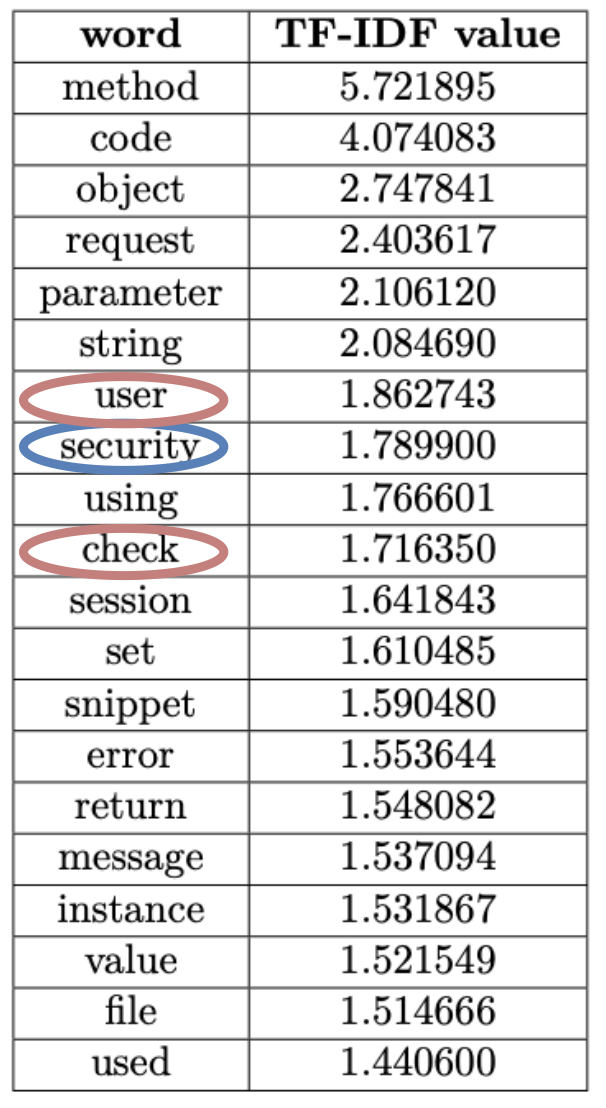 word TF-IDF value
method 5.721895
code 4.074083
object 2.747841
request 2.403617
parameter 2.106120
string 2.084690
user 1.862743
security 1.789900
using 1.766601
check 1.716350
session 1.641843
set 1.610485
snippet 1.590480
error 1.553644
return 1.548082
message 1.537094
instance 1.531867
value 1.521549
file 1.514666
used 1.440600